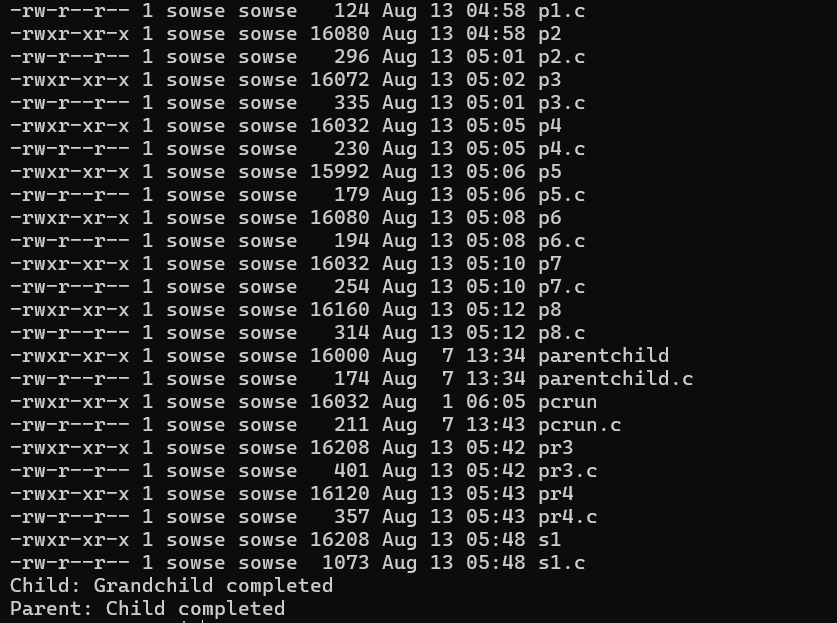 -rw-r--r-- 1 sowse sowse   124 Aug 13 04:58 p1.c
-rwxr-xr-x 1 sowse sowse 16080 Aug 13 04:58 p2
-rw-r--r-- 1 sowse sowse   296 Aug 13 05:01 p2.c
-rwxr-xr-x 1 sowse sowse 16072 Aug 13 05:02 p3
-rw-r--r-- 1 sowse sowse   335 Aug 13 05:01 p3.c
-rwxr-xr-x 1 sowse sowse 16032 Aug 13 05:05 p4
-rw-r--r-- 1 sowse sowse   230 Aug 13 05:05 p4.c
-rwxr-xr-x 1 sowse sowse 15992 Aug 13 05:06 p5
-rw-r--r-- 1 sowse sowse   179 Aug 13 05:06 p5.c
-rwxr-xr-x 1 sowse sowse 16080 Aug 13 05:08 p6
-rw-r--r-- 1 sowse sowse   194 Aug 13 05:08 p6.c
-rwxr-xr-x 1 sowse sowse 16032 Aug 13 05:10 p7
-rw-r--r-- 1 sowse sowse   254 Aug 13 05:10 p7.c
-rwxr-xr-x 1 sowse sowse 16160 Aug 13 05:12 p8
-rw-r--r-- 1 sowse sowse   314 Aug 13 05:12 p8.c
-rwxr-xr-x 1 sowse sowse 16000 Aug  7 13:34 parentchild
-rw-r--r-- 1 sowse sowse   174 Aug  7 13:34 parentchild.c
-rwxr-xr-x 1 sowse sowse 16032 Aug  1 06:05 pcrun
-rw-r--r-- 1 sowse sowse   211 Aug  7 13:43 pcrun.c
-rwxr-xr-x 1 sowse sowse 16208 Aug 13 05:42 pr3
-rw-r--r-- 1 sowse sowse   401 Aug 13 05:42 pr3.c
-rwxr-xr-x 1 sowse sowse 16120 Aug 13 05:43 pr4
-rw-r--r-- 1 sowse sowse   357 Aug 13 05:43 pr4.c
-rwxr-xr-x 1 sowse sowse 16208 Aug 13 05:48 s1
-rw-r--r-- 1 sowse sowse  1073 Aug 13 05:48 s1.c
Child: Grandchild completed
Parent: Child completed